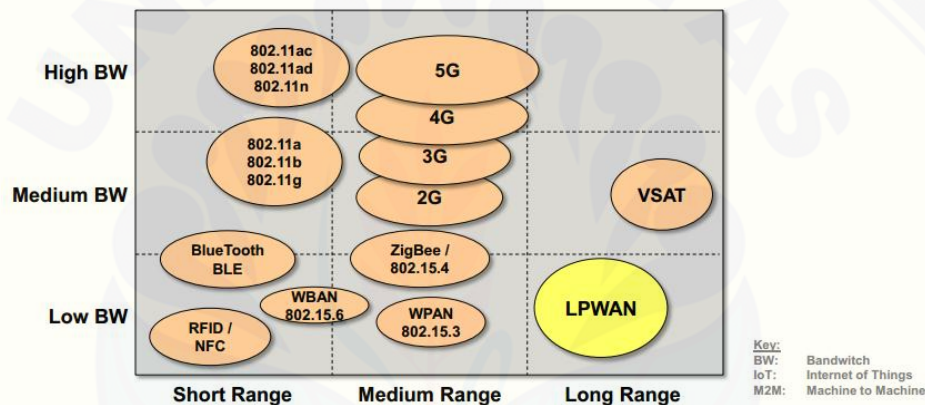 High BW
Medium BW
Low BW
802.11ac
802.11ad
802.11n
5G
4G
802.11a
802.11b
802.11g
3G
2G
VSAT
BlueTooth
BLE
ZigBee /
802.15.4
WBAN
802.15.6
WPAN
802.15.3
LPWAN
RFID /
NFC
Short Range
Medium Range
Long Range
Key:
BW: Bandwitch
IoT: Internet of Things
M2M: Machine to Machine